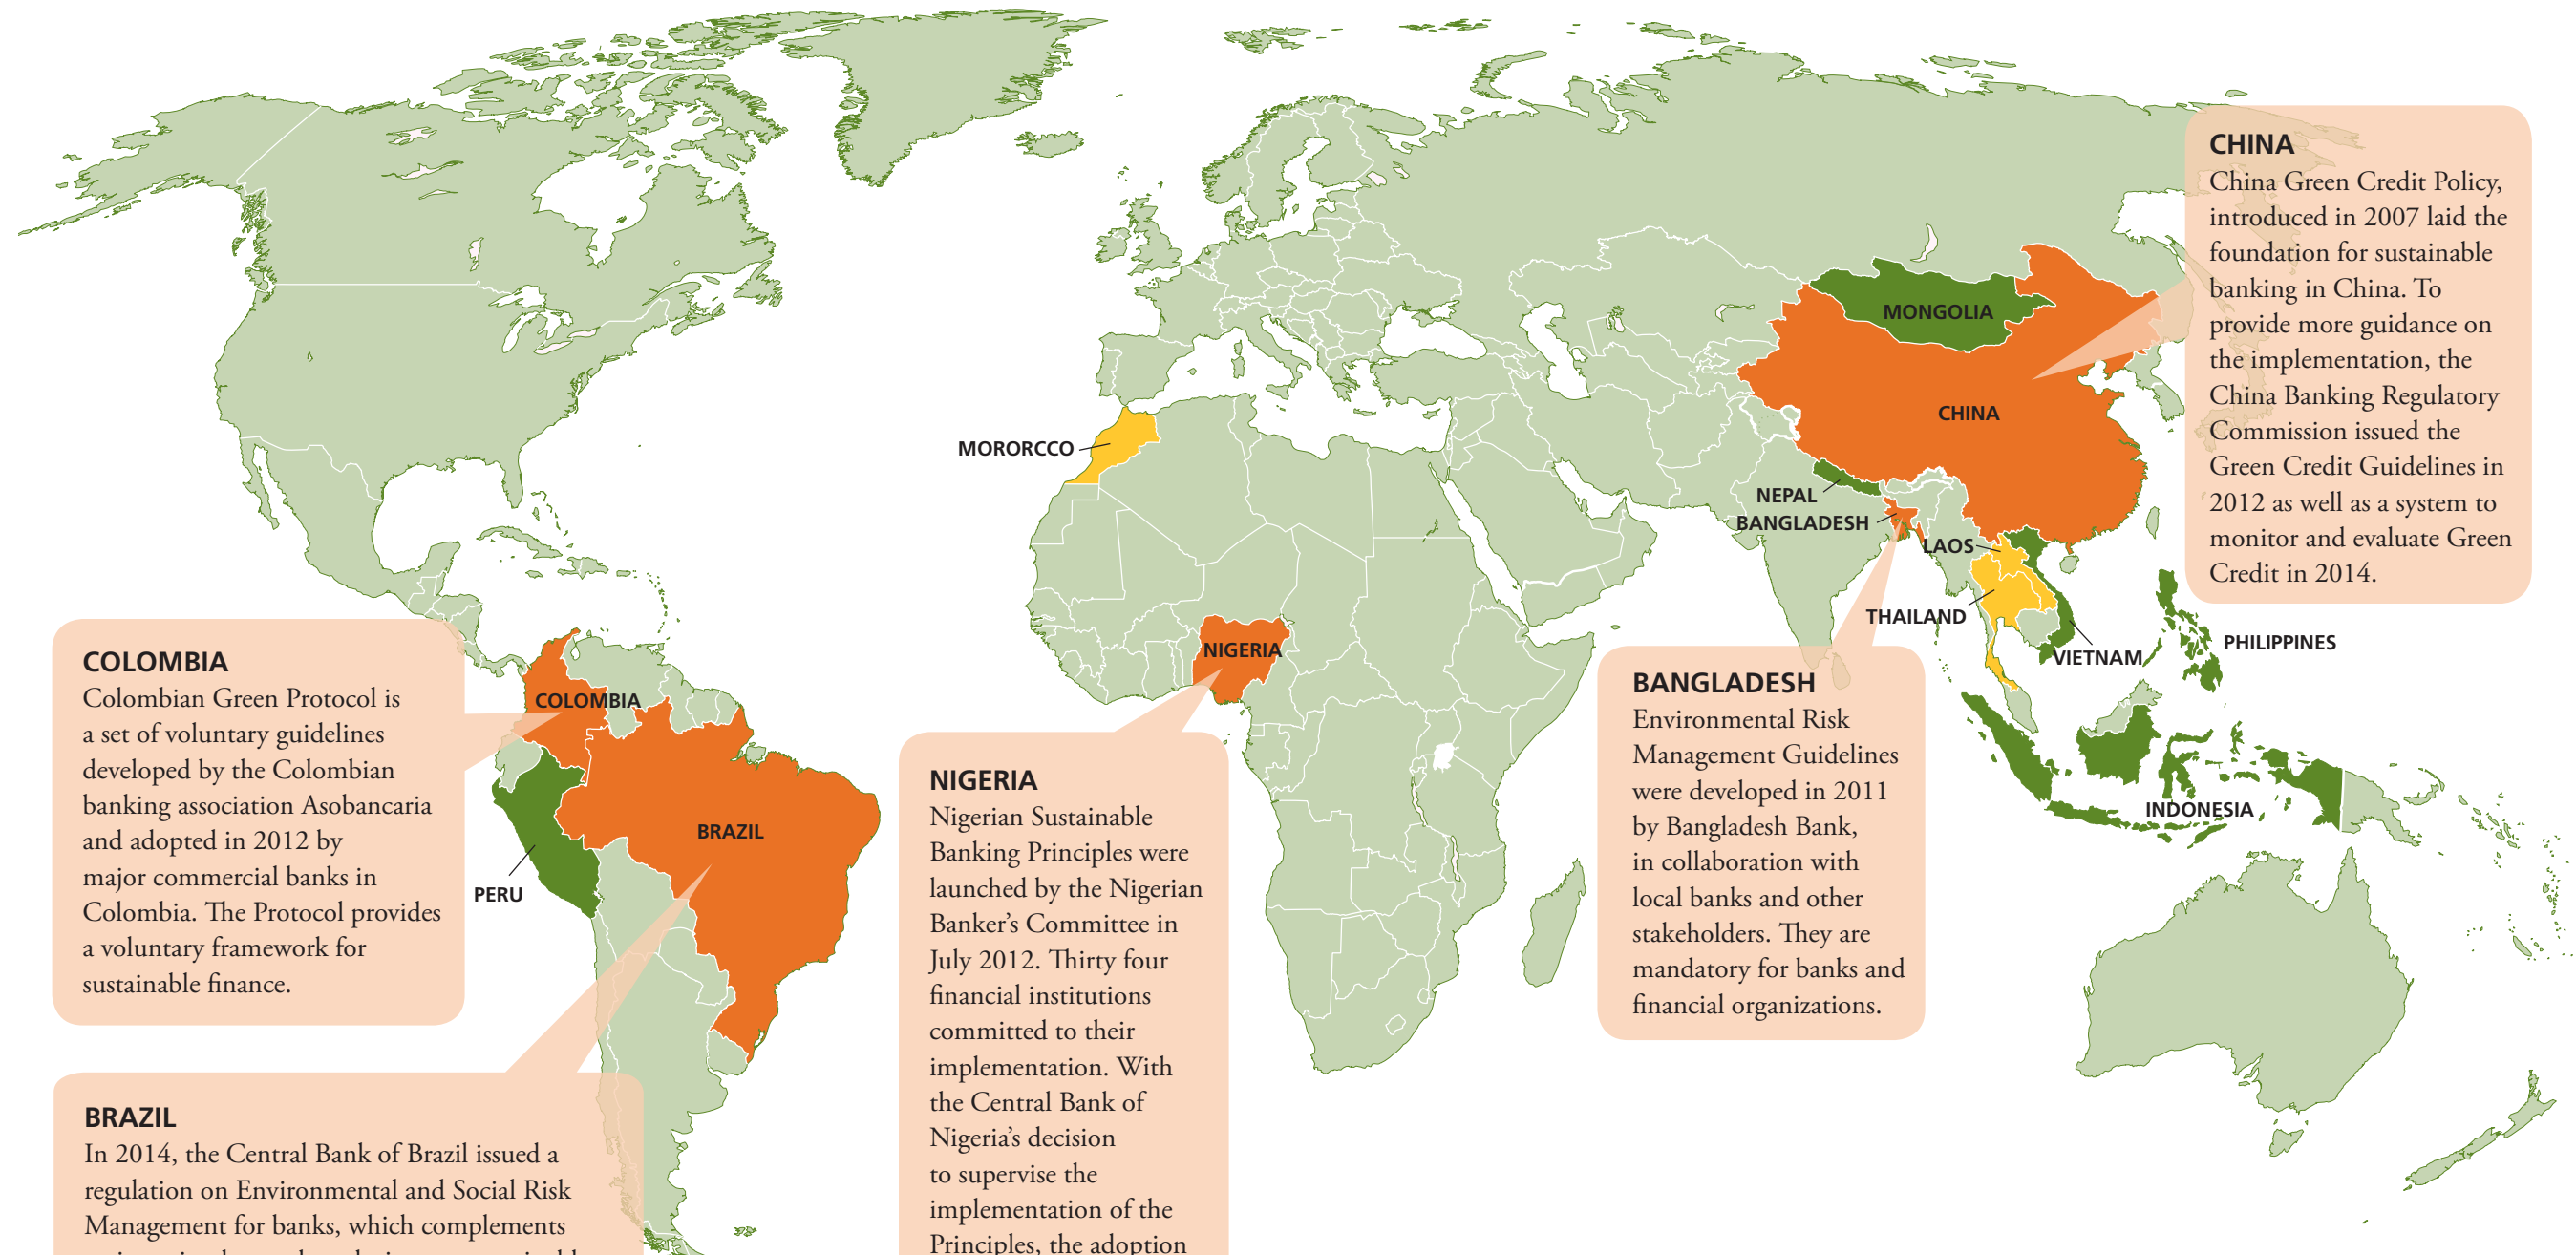 CHINA
China Green Credit Policy,
introduced in 2007 laid the
foundation for sustainable
banking in China. To
provide more guidance on
the implementation, the
China Banking Regulatory
Commission issued the
Green Credit Guidelines in
2012 as well as a system to
monitor and evaluate Green
Credit in 2014.
MONGOLIA
CHINA
MORORCCO
NEPAL
BANGLADESH
LAOS
THAILAND
VIETNAM
PHILIPPINES
INDONESIA
NIGERIA
COLOMBIA
BRAZIL
PERU
COLOMBIA
Colombian Green Protocol is
a set of voluntary guidelines
developed by the Colombian
banking association Asobancaria
and adopted in 2012 by
major commercial banks in
Colombia. The Protocol provides
a voluntary framework for
sustainable finance.
BANGLADESH
Environmental Risk
Management Guidelines
were developed in 2011
by Bangladesh Bank,
in collaboration with
local banks and other
stakeholders. They are
mandatory for banks and
financial organizations.
NIGERIA
Nigerian Sustainable
Banking Principles were
launched by the Nigerian
Banker's Committee in
July 2012. Thirty four
financial institutions
committed to their
implementation. With
the Central Bank of
Nigeria's decision
to supervise the
implementation of the
Principles, the adoption
BRAZIL
In 2014, the Central Bank of Brazil issued a
regulation on Environmental and Social Risk
Management for banks, which complements